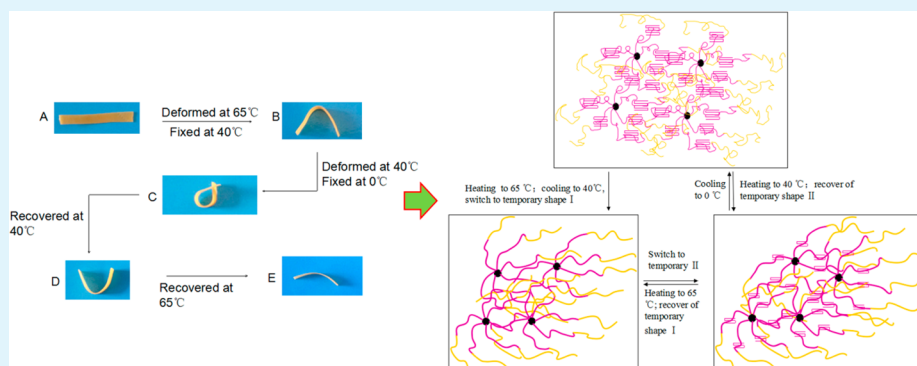 A
Deformed at 65℃
Fixed at 40℃
B
Deformed at 40℃
Fixed at 0℃
C
Recovered at
40℃
D
Recovered at
65℃
E
Heating to 65 ℃; cooling to 40℃,
switch to temporary shape Ⅰ
Cooling
to 0 ℃
Heating to 40 ℃; recover of
temporary shape Ⅱ
Switch to
temporary Ⅱ
Heating to 65
℃; recover of
temporary
shape Ⅰ